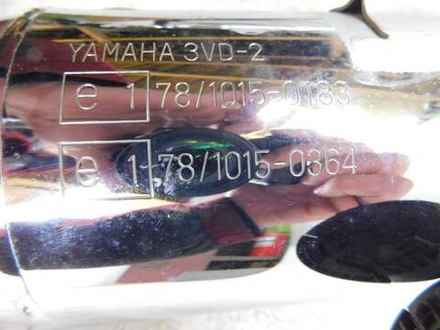 YAMAHA 3VD-2
e 1 78/1015-0183
e 1 78/1015-0364